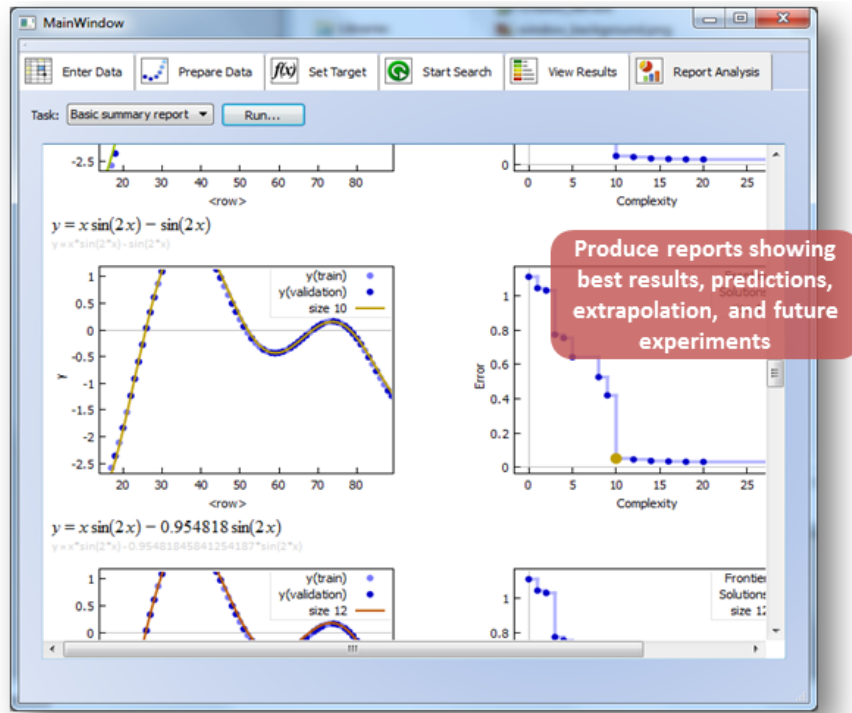 MainWindow
Enter Data
Prepare Data
f(x) Set Target
Start Search
View Results
Report Analysis
Task: Basic summary report Run...
-2.5
20 30 40 50 60 70 80
<row>
0
0 5 10 15 20 25
Complexity
y = x sin(2x) − sin(2x)
y=x*sin(2*x)-sin(2*x)
1
0.5
0
-0.5
-1
-1.5
-2
-2.5
y
y(train)
y(validation)
size 10
20 30 40 50 60 70 80
<row>
Produce reports showing
best results, predictions,
extrapolation, and future
experiments
1
0.8
0.6
0.4
0.2
0
Error
0 5 10 15 20 25
Complexity
y = x sin(2x) − 0.954818 sin(2x)
y=x*sin(2*x)-0.95481845841254187*sin(2*x)
1
0.5
0
y(train)
y(validation)
size 12
1
0.8
Frontier
Solutions
size 12